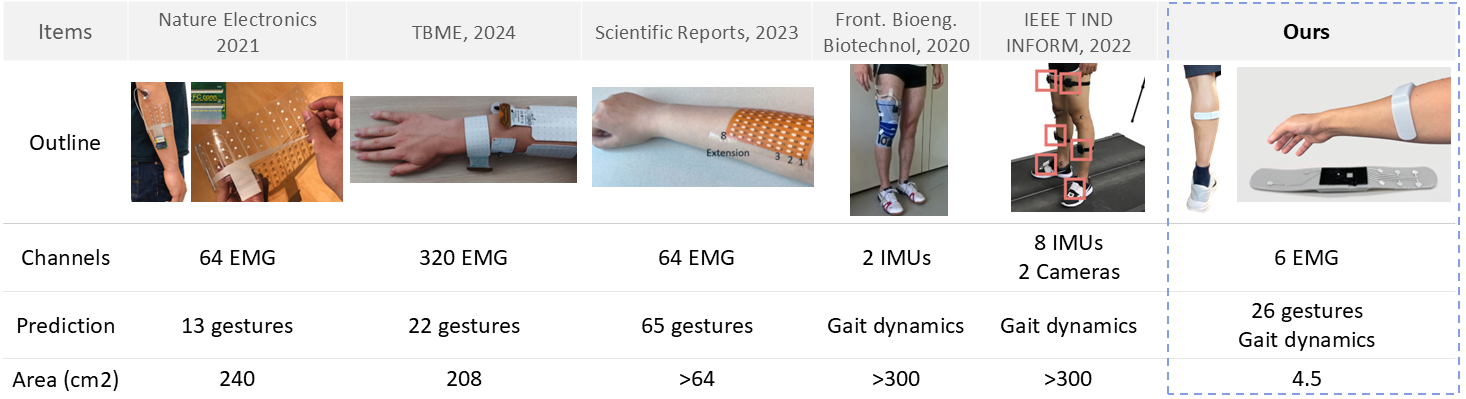 Items
Nature Electronics
2021
TBME, 2024
Scientific Reports, 2023
Front. Bioeng.
Biotechnol, 2020
IEEE T IND
INFORM, 2022
Ours
Outline
8
Extension
3 2 1
Channels
64 EMG
320 EMG
64 EMG
2 IMUs
8 IMUs
2 Cameras
6 EMG
Prediction
13 gestures
22 gestures
65 gestures
Gait dynamics
Gait dynamics
26 gestures
Gait dynamics
Area (cm2)
240
208
>64
>300
>300
4.5